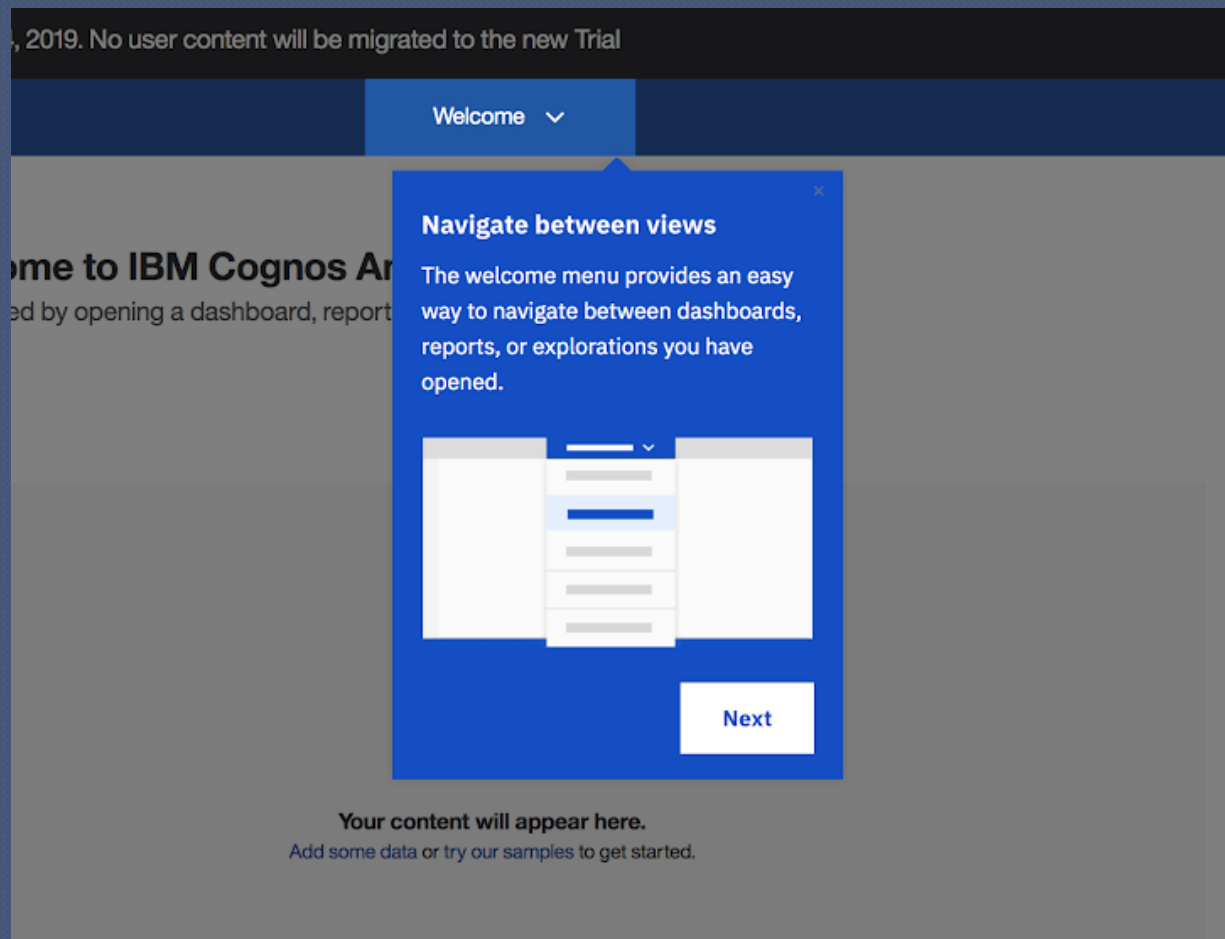 , 2019. No user content will be migrated to the new Trial
Welcome
Navigate between views
ome to IBM Cognos
The welcome menu provides an easy
way to navigate between dashboards,
reports, or explorations you have
opened.
ed by opening a dashboard, report
Next
Your content will appear here.
Add some data or try our samples to get started.